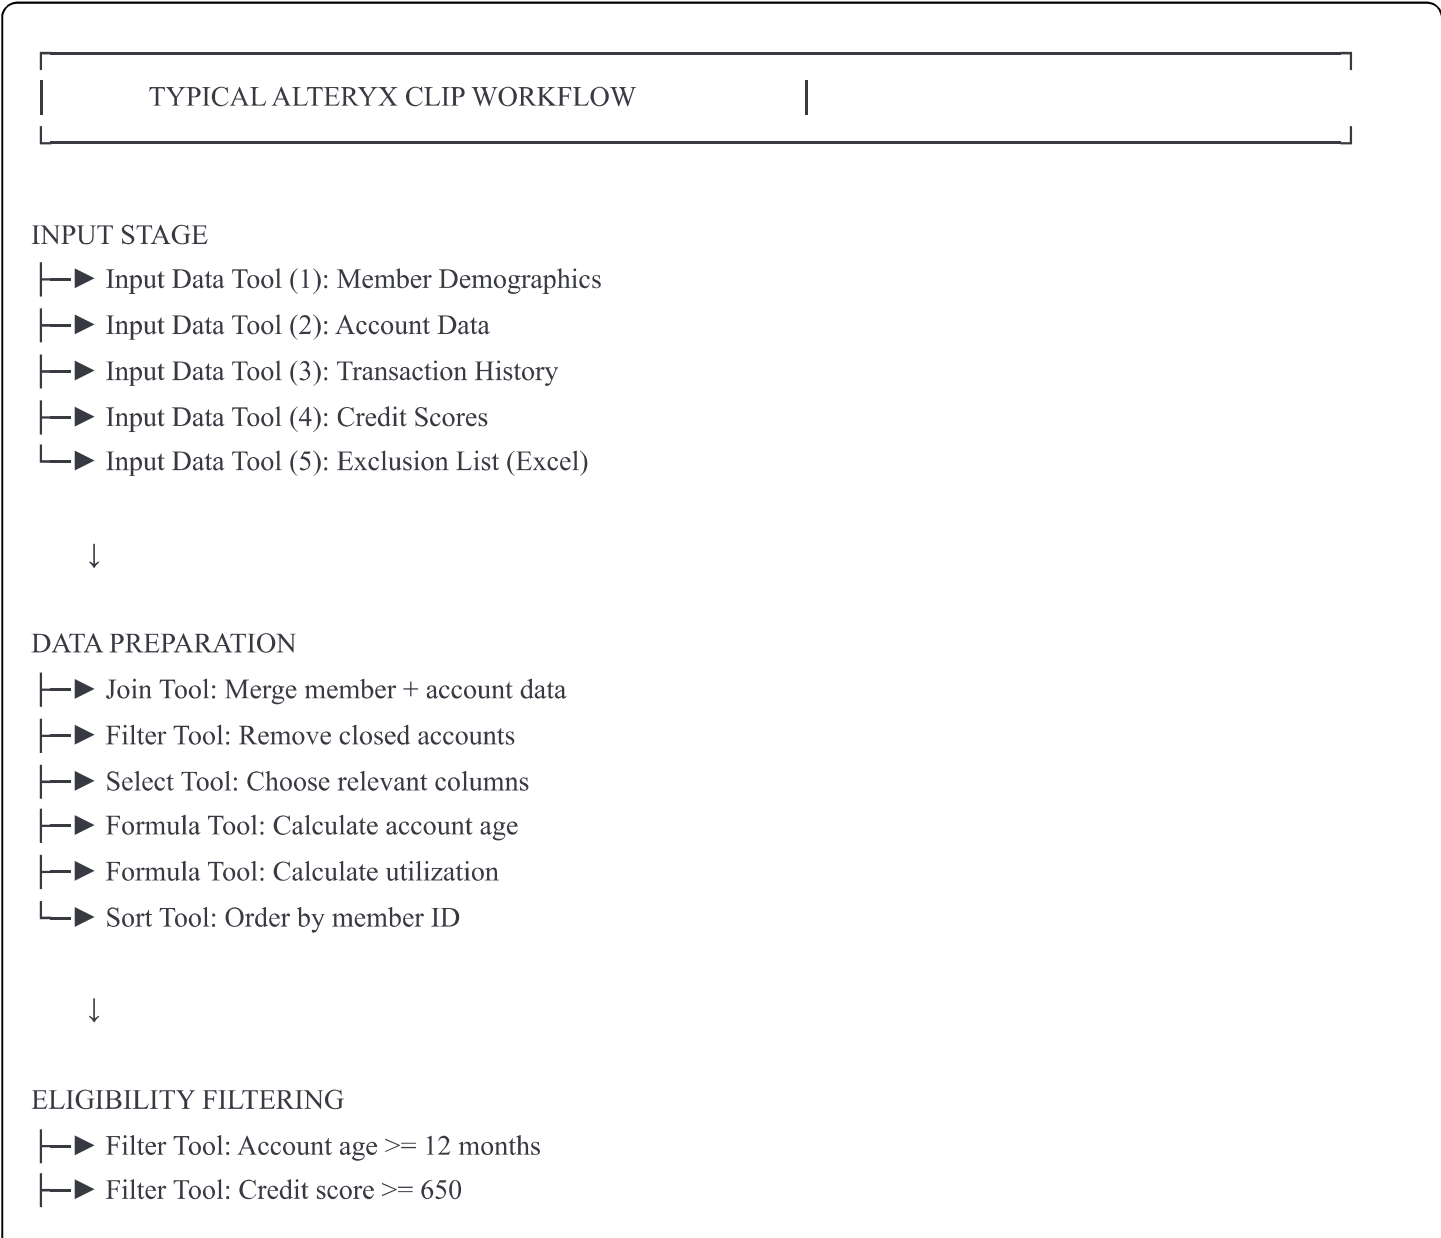 TYPICAL ALTERYX CLIP WORKFLOW
INPUT STAGE
├─► Input Data Tool (1): Member Demographics
├─► Input Data Tool (2): Account Data
├─► Input Data Tool (3): Transaction History
├─► Input Data Tool (4): Credit Scores
└─► Input Data Tool (5): Exclusion List (Excel)
↓
DATA PREPARATION
├─► Join Tool: Merge member + account data
├─► Filter Tool: Remove closed accounts
├─► Select Tool: Choose relevant columns
├─► Formula Tool: Calculate account age
├─► Formula Tool: Calculate utilization
└─► Sort Tool: Order by member ID
↓
ELIGIBILITY FILTERING
├─► Filter Tool: Account age >= 12 months
├─► Filter Tool: Credit score >= 650